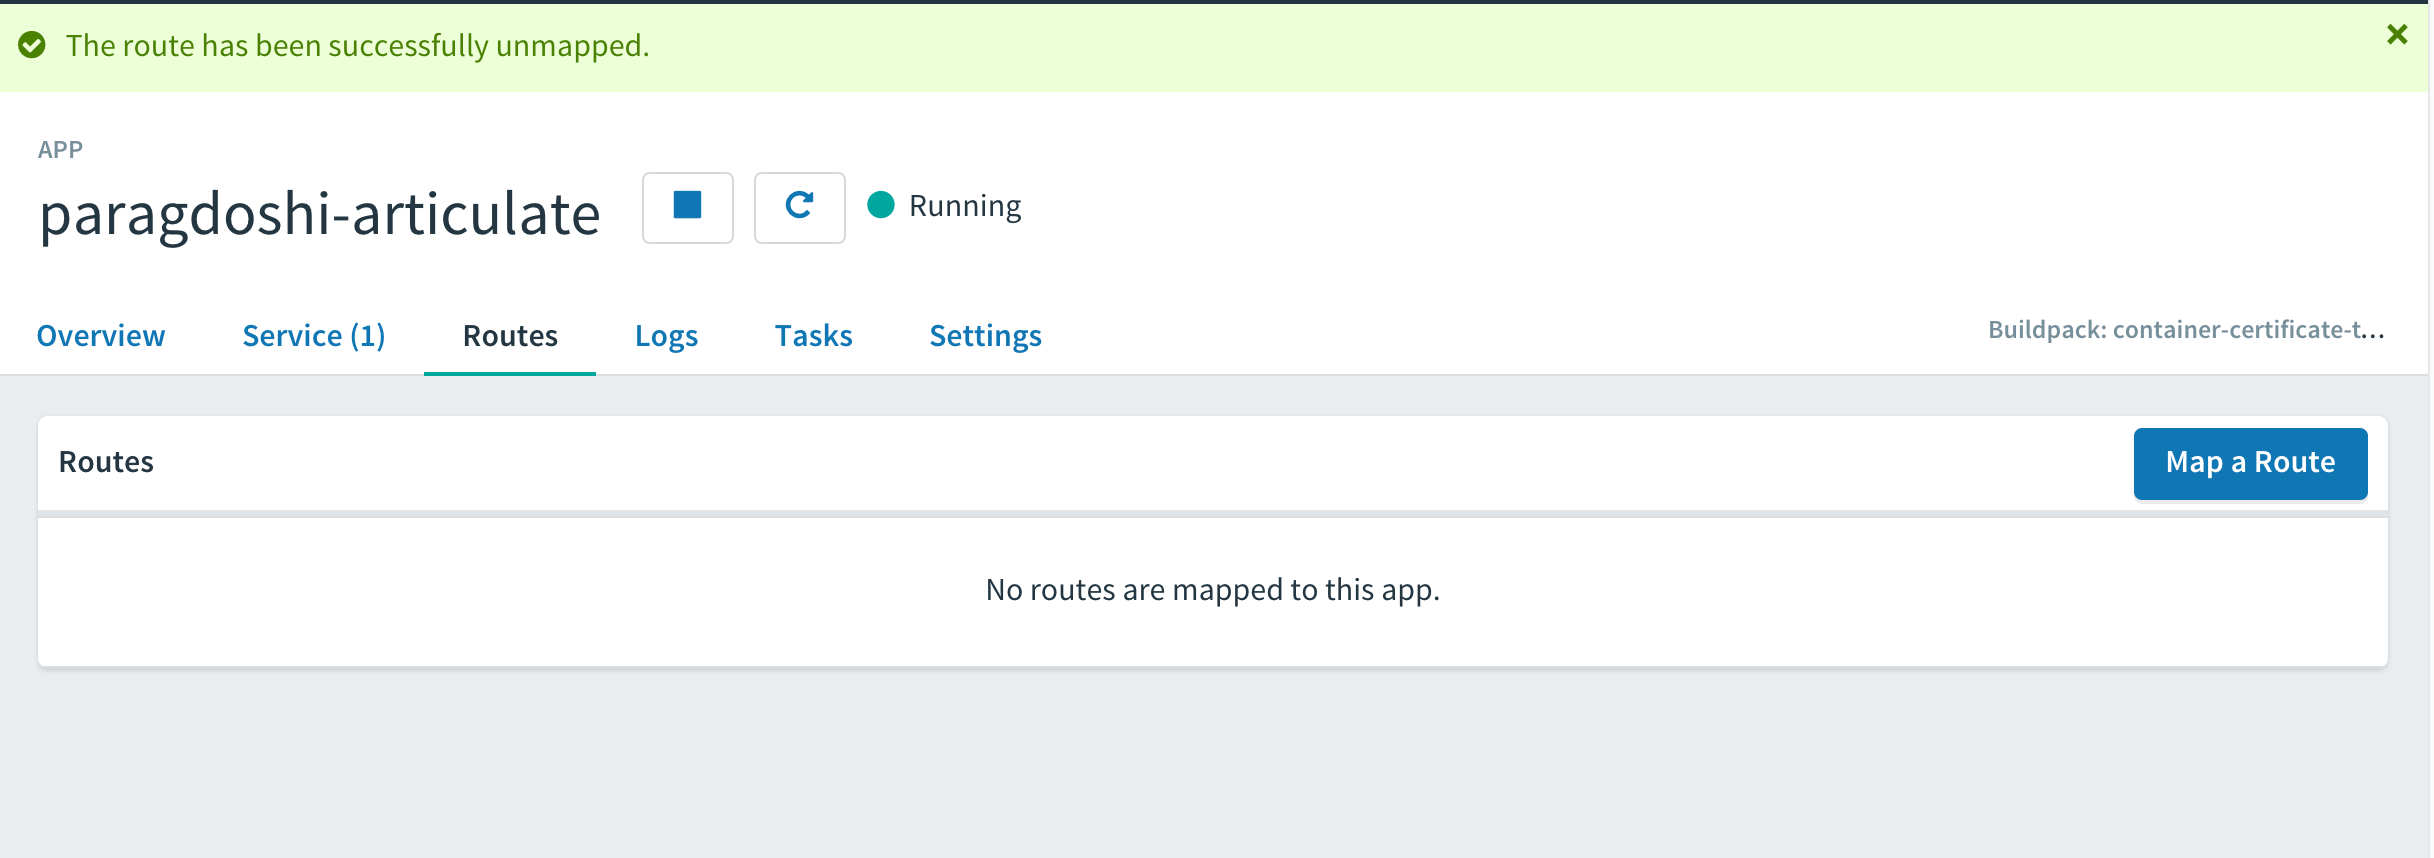 The route has been successfully unmapped.
APP
paragdoshi-articulate
Running
Overview Service (1) Routes Logs Tasks Settings Buildpack: container-certificate-t...
Routes Map a Route
No routes are mapped to this app.